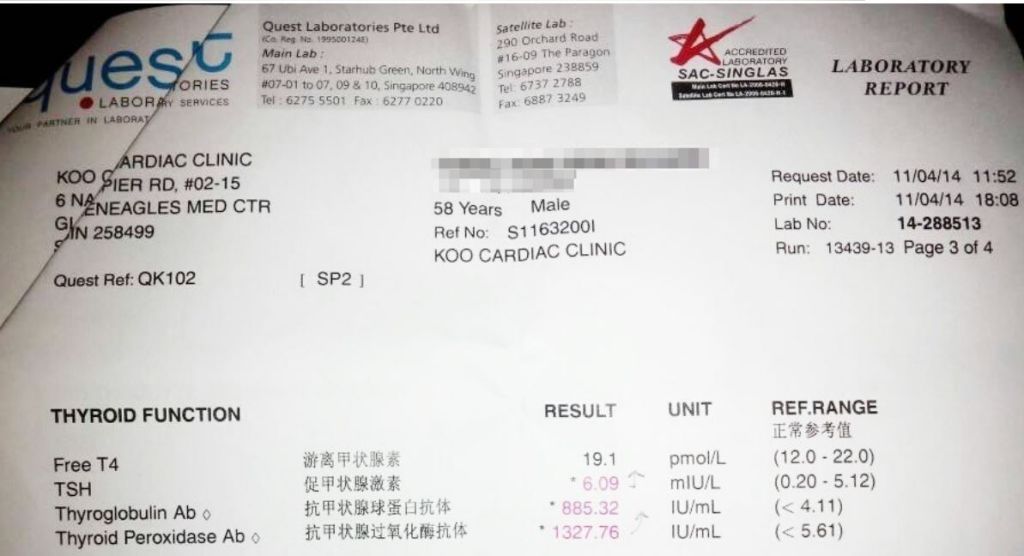 Quest
LABORATORIES
LABORATORY SERVICES
YOUR PARTNER IN LABORAT
Quest Laboratories Pte Ltd
(Co. Reg. No. 199500124E)
Main Lab :
67 Ubi Ave 1, Starhub Green, North Wing
#07-01 to 07, 09 & 10, Singapore 408942
Tel : 6275 5501 Fax : 6277 0220
Satellite Lab :
290 Orchard Road
#16-09 The Paragon
Singapore 238859
Tel: 6737 2788
Fax: 6887 3249
ACCREDITED
LABORATORY
SAC-SINGLAS
LABORATORY
REPORT
KOO CARDIAC CLINIC
6 NAPIER RD, #02-15
GLENEAGLES MED CTR
SIN 258499
Quest Ref: QK102 [ SP2 ]
58 Years Male
Ref No: S1163200I
KOO CARDIAC CLINIC
Request Date: 11/04/14 11:52
Print Date: 11/04/14 18:08
Lab No: 14-288513
Run: 13439-13 Page 3 of 4
THYROID FUNCTION RESULT UNIT REF.RANGE
正常参考值
Free T4 游离甲状腺素 19.1 pmol/L (12.0 - 22.0)
TSH 促甲状腺激素 * 6.09 ↑ mIU/L (0.20 - 5.12)
Thyroglobulin Ab ◇ 抗甲状腺球蛋白抗体 * 885.32 IU/mL (< 4.11)
Thyroid Peroxidase Ab ◇ 抗甲状腺过氧化酶抗体 * 1327.76 ↑ IU/mL (< 5.61)